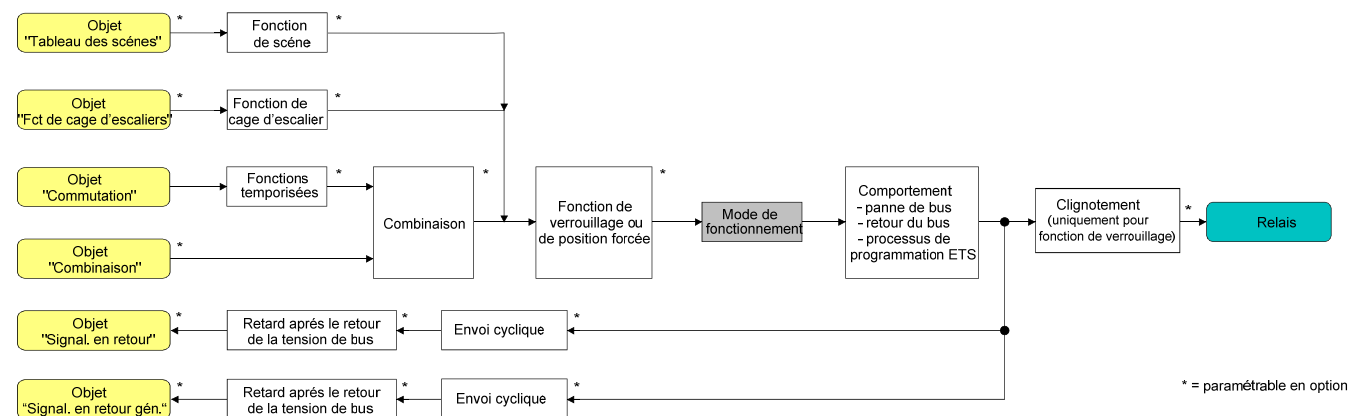 Objet
"Tableau des scénes"
*
Fonction
de scéne
*
Objet
"Fct de cage d'escaliers"
*
Fonction de
cage d'escalier
*
Objet
"Commutation"
Fonctions
temporisées
*
Combinaison
*
Fonction de
verrouillage ou
de position forcée
*
Mode de
fonctionnement
Comportement
- panne de bus
- retour du bus
- processus de
programmation ETS
Clignotement
(uniquement pour
fonction de verrouillage)
*
Relais
Objet
"Combinaison"
*
Objet
"Signal. en retour"
*
Retard aprés le retour
de la tension de bus
*
Envoi cyclique
*
Objet
“Signal. en retour gén.“
*
Retard aprés le retour
de la tension de bus
*
Envoi cyclique
*
* = paramétrable en option